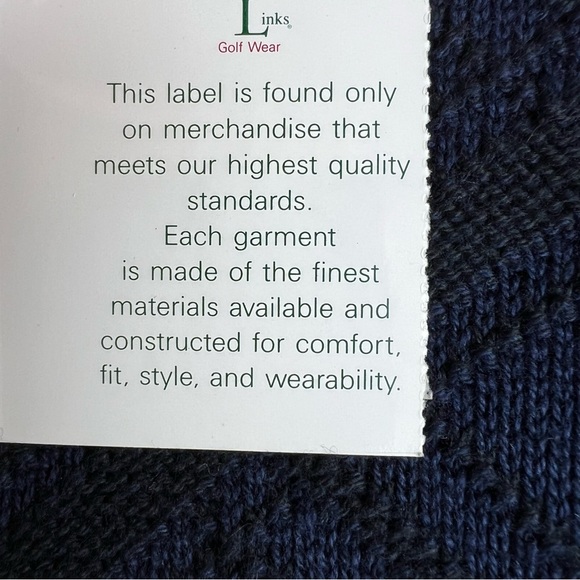 Links®
Golf Wear
This label is found only
on merchandise that
meets our highest quality
standards.
Each garment
is made of the finest
materials available and
constructed for comfort,
fit, style, and wearability.